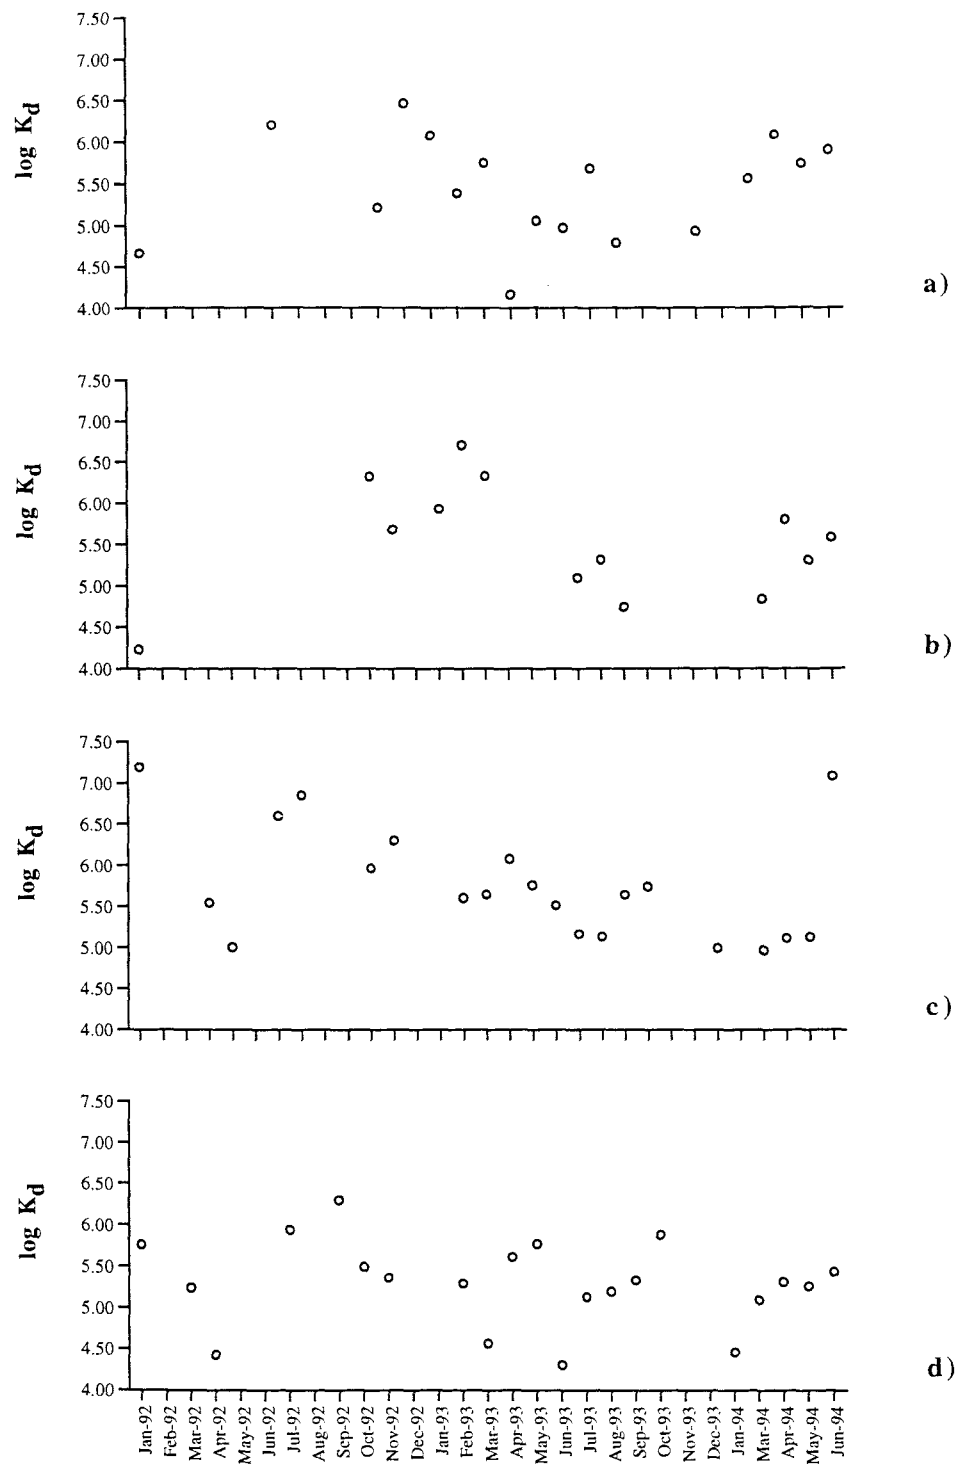 7.50
7.00
6.50
6.00
5.50
5.00
4.50
4.00
log Kd
a)
7.50
7.00
6.50
6.00
5.50
5.00
4.50
4.00
log Kd
b)
7.50
7.00
6.50
6.00
5.50
5.00
4.50
4.00
log Kd
c)
7.50
7.00
6.50
6.00
5.50
5.00
4.50
4.00
log Kd
d)
Jan-92
Feb-92
Mar-92
Apr-92
Jun-92
Jul-92
Aug-92
Sep-92
Oct-92
Nov-92
Dec-92
Jan-93
Feb-93
Mar-93
Apr-93
May-93
Jun-93
Jul-93
Aug-93
Sep-93
Oct-93
Nov-93
Dec-93
Jan-94
Mar-94
Apr-94
May-94
Jun-94